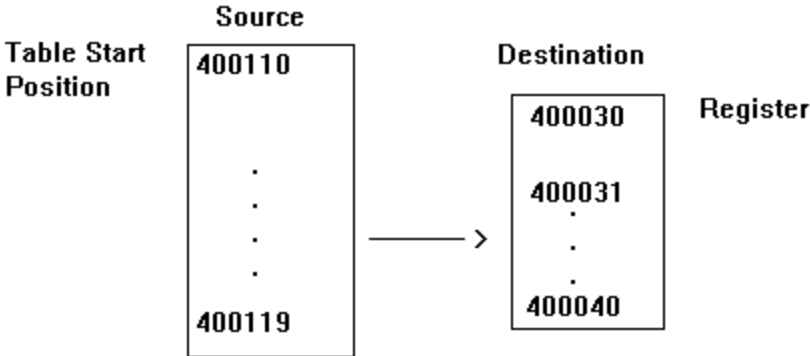 Source
Table Start
Position
400110
.
.
.
.
400119
Destination
400030
400031
.
.
.
400040
Register